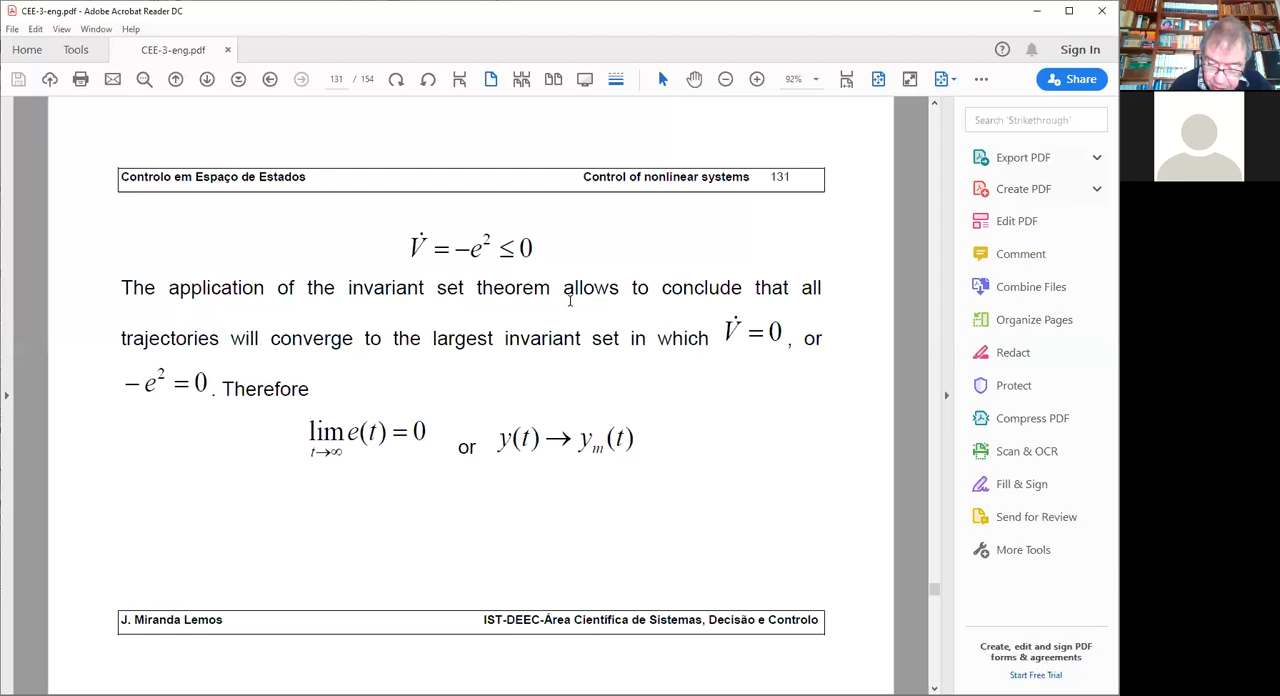 CEE-3-eng.pdf - Adobe Acrobat Reader DC
File Edit View Window Help
Home Tools CEE-3-eng.pdf × Sign In
131 / 154 92% Share
Controlo em Espaço de Estados Control of nonlinear systems 131
V̇ = −e² ≤ 0
The application of the invariant set theorem allows to conclude that all
trajectories will converge to the largest invariant set in which V̇ = 0 , or
− e² = 0 . Therefore
lim e(t) = 0 or y(t) → yₘ(t)
t→∞
J. Miranda Lemos IST-DEEC-Área Científica de Sistemas, Decisão e Controlo
Search 'Strikethrough'
Export PDF
Create PDF
Edit PDF
Comment
Combine Files
Organize Pages
Redact
Protect
Compress PDF
Scan & OCR
Fill & Sign
Send for Review
More Tools
Create, edit and sign PDF
forms & agreements
Start Free Trial